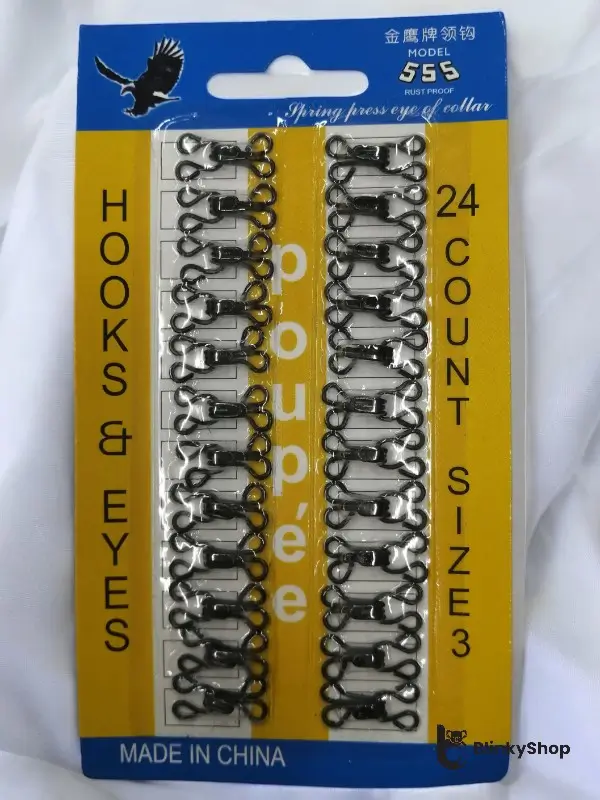 金鹰牌领钩
MODEL
555
RUST PROOF
Spring press eye of collar
HOOKS & EYES
poupée
24 COUNT SIZE 3
MADE IN CHINA
BlinkyShop